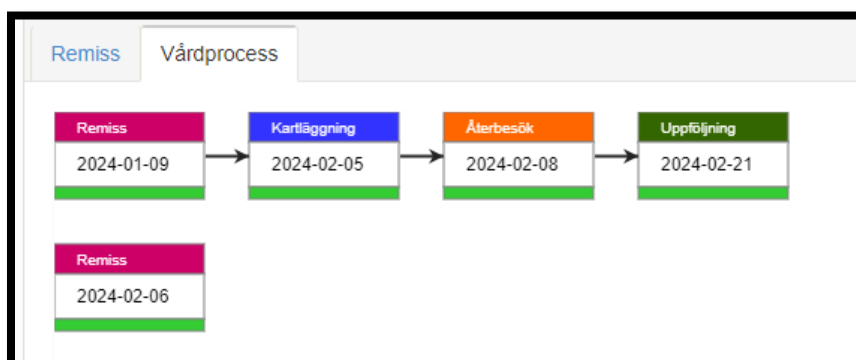 Remiss Vårdprocess
Remiss Kartläggning Återbesök Uppföljning
2024-01-09 2024-02-05 2024-02-08 2024-02-21
Remiss
2024-02-06